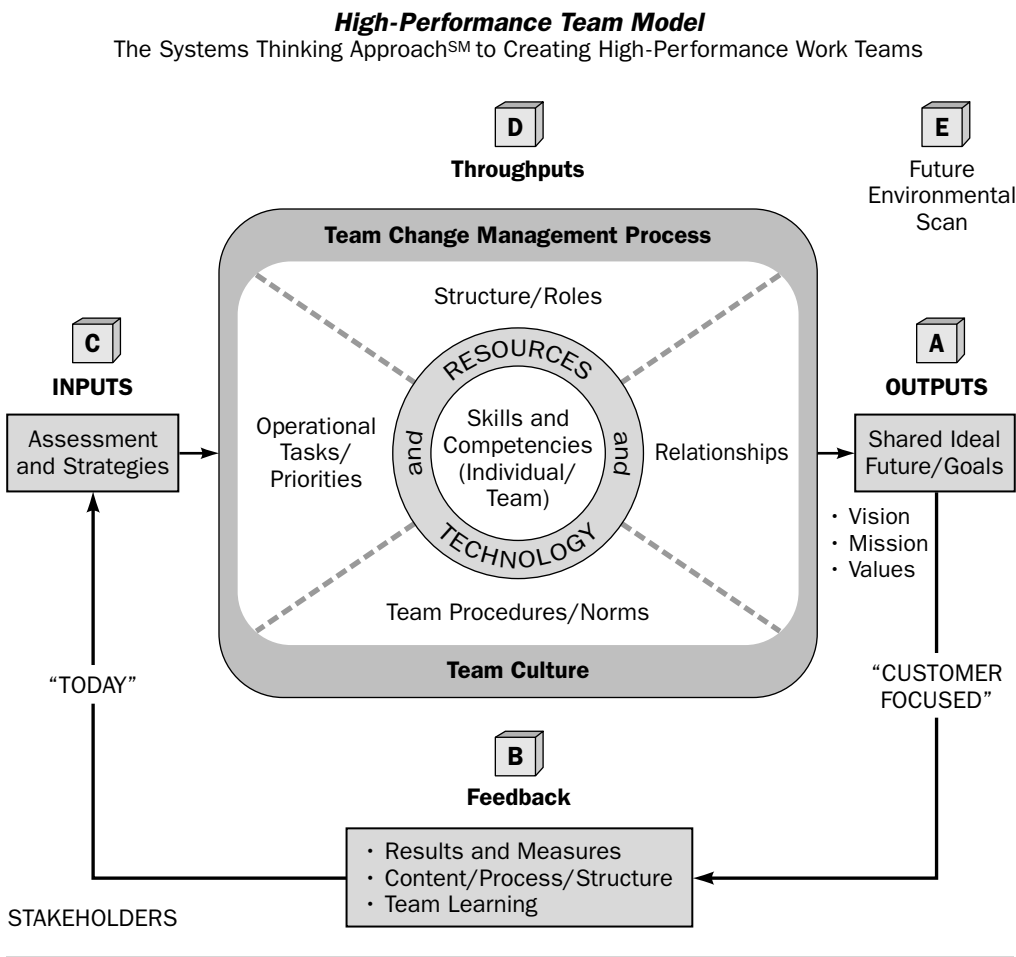 High-Performance Team Model
The Systems Thinking Approach℠ to Creating High-Performance Work Teams
D
Throughputs
E
Future
Environmental
Scan
Team Change Management Process
Structure/Roles
C
INPUTS
Assessment
and Strategies
Operational
Tasks/
Priorities
RESOURCES
and
TECHNOLOGY
and
Skills and
Competencies
(Individual/
Team)
Relationships
A
OUTPUTS
Shared Ideal
Future/Goals
· Vision
· Mission
· Values
Team Procedures/Norms
Team Culture
“TODAY”
“CUSTOMER
FOCUSED”
B
Feedback
· Results and Measures
· Content/Process/Structure
· Team Learning
STAKEHOLDERS